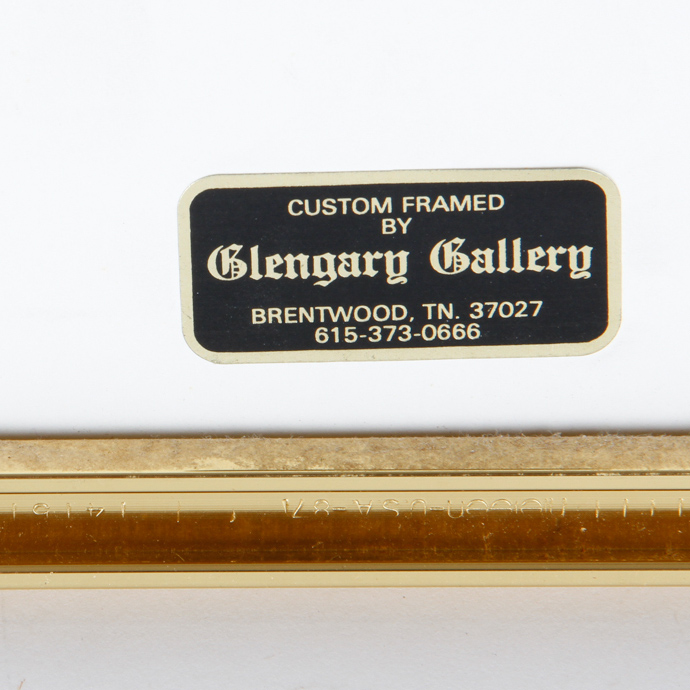 CUSTOM FRAMED
BY
Glengary Gallery
BRENTWOOD, TN. 37027
615-373-0666